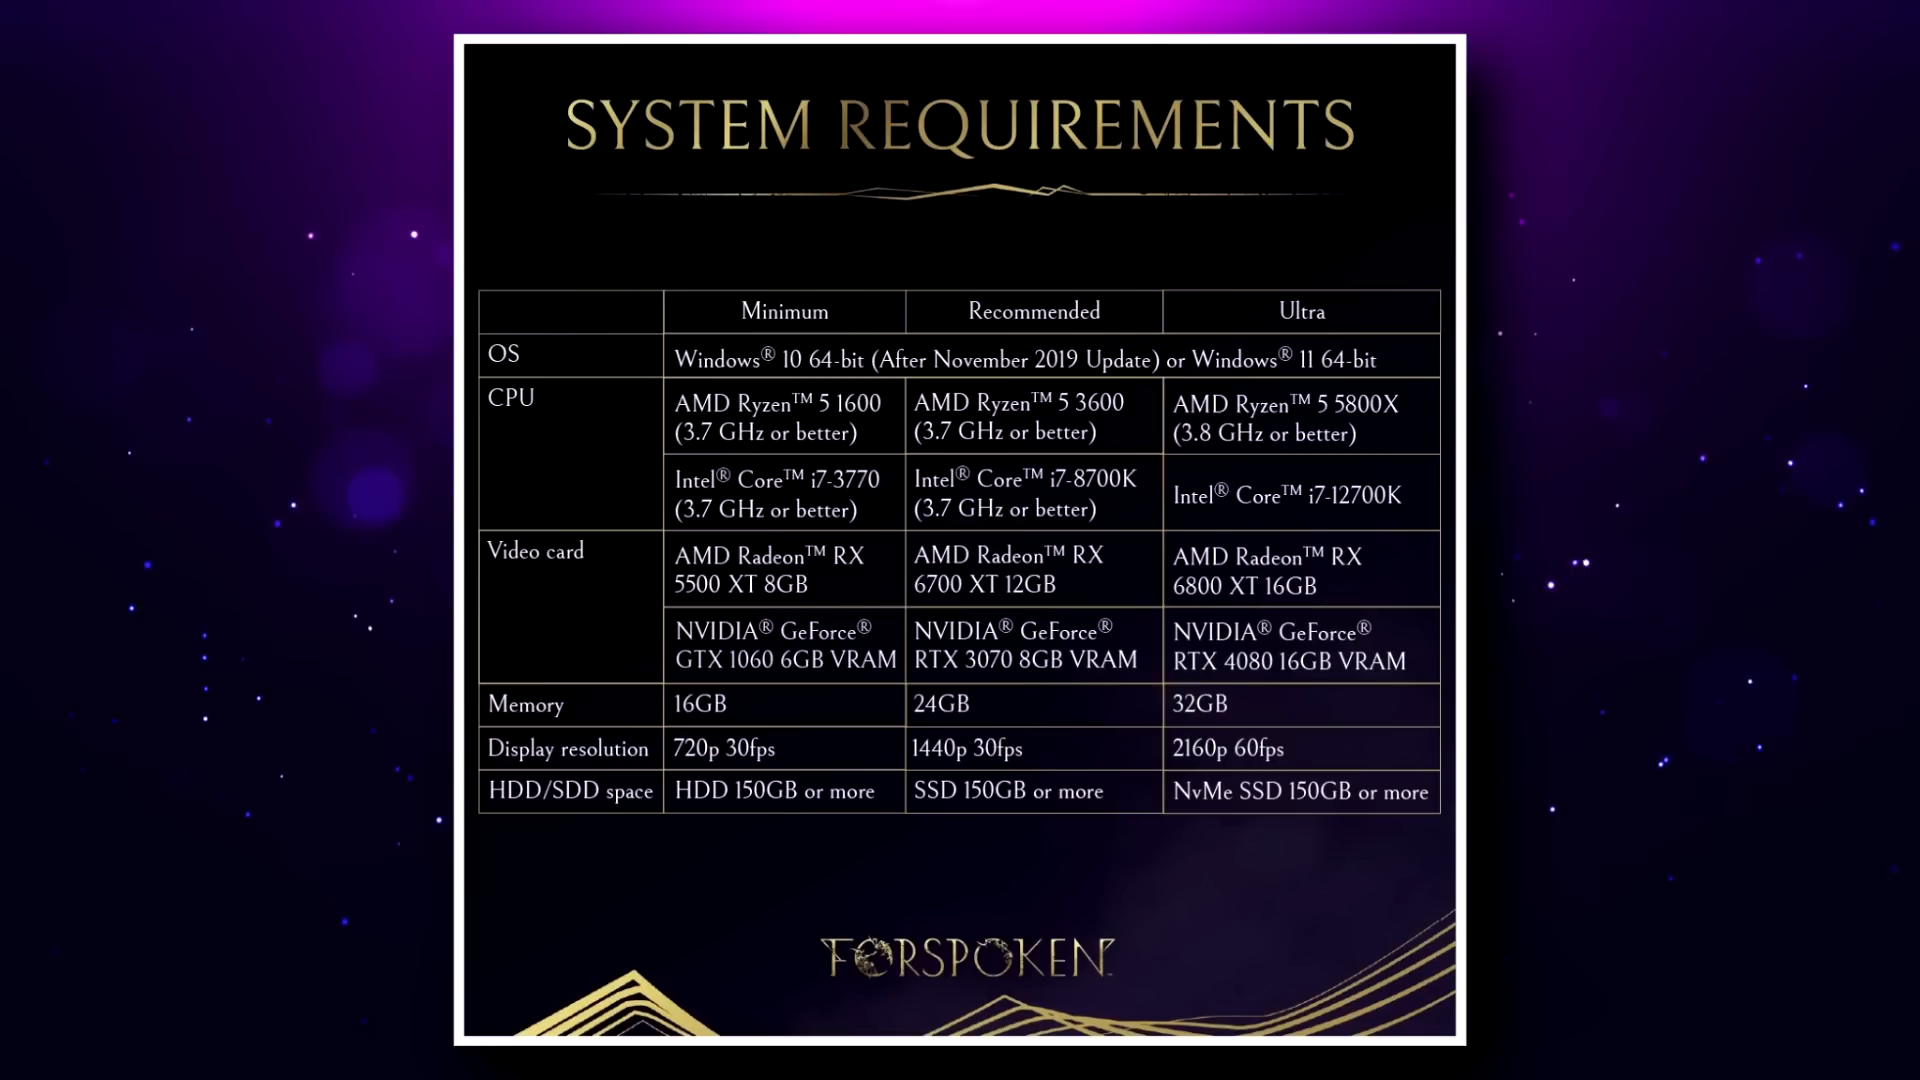 SYSTEM REQUIREMENTS
Minimum Recommended Ultra
OS Windows® 10 64-bit (After November 2019 Update) or Windows® 11 64-bit
CPU
AMD Ryzen™ 5 1600
(3.7 GHz or better)
AMD Ryzen™ 5 3600
(3.7 GHz or better)
AMD Ryzen™ 5 5800X
(3.8 GHz or better)
Intel® Core™ i7-3770
(3.7 GHz or better)
Intel® Core™ i7-8700K
(3.7 GHz or better)
Intel® Core™ i7-12700K
Video card
AMD Radeon™ RX
5500 XT 8GB
AMD Radeon™ RX
6700 XT 12GB
AMD Radeon™ RX
6800 XT 16GB
NVIDIA® GeForce®
GTX 1060 6GB VRAM
NVIDIA® GeForce®
RTX 3070 8GB VRAM
NVIDIA® GeForce®
RTX 4080 16GB VRAM
Memory 16GB 24GB 32GB
Display resolution 720p 30fps 1440p 30fps 2160p 60fps
HDD/SDD space HDD 150GB or more SSD 150GB or more NvMe SSD 150GB or more
FORSPOKEN™